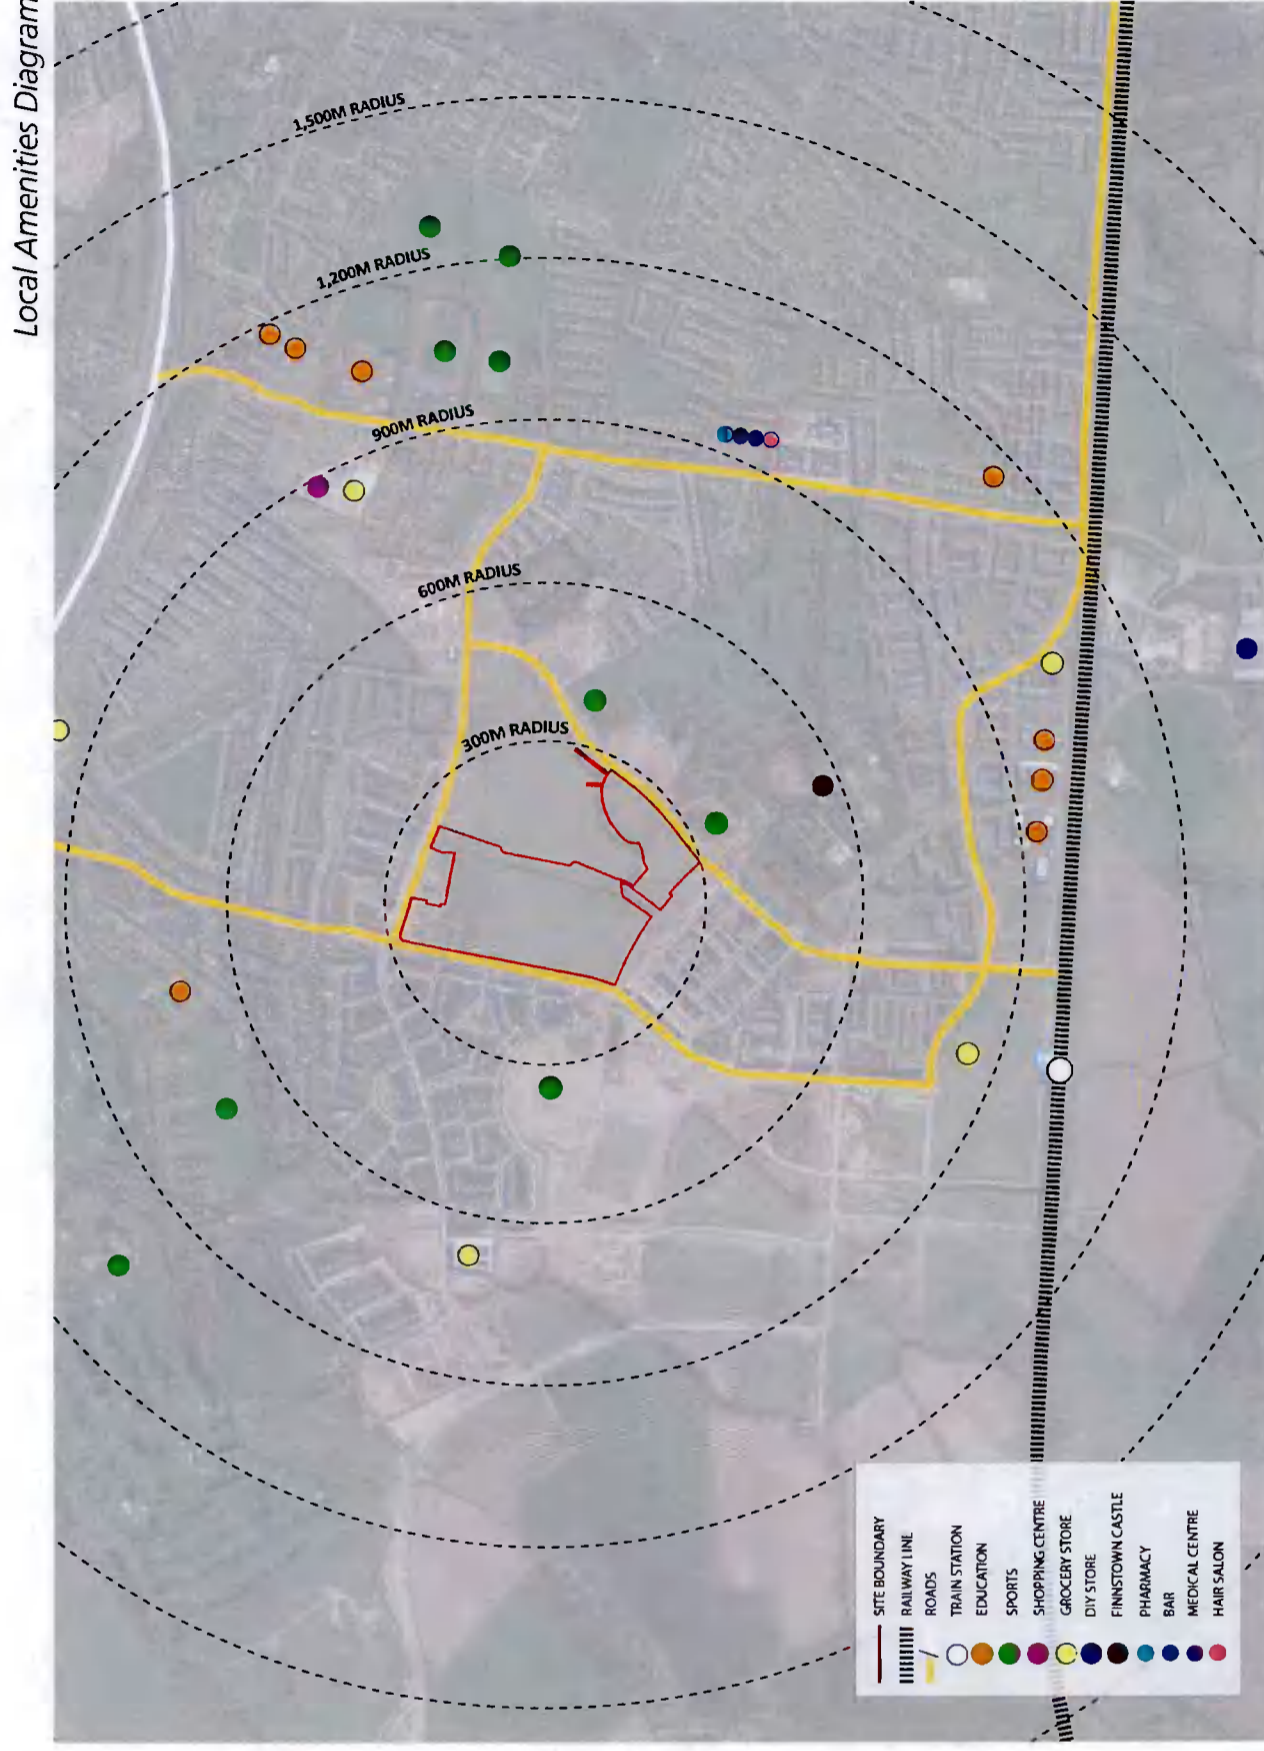 Local Amenities Diagram
1,500M RADIUS
1,200M RADIUS
900M RADIUS
600M RADIUS
300M RADIUS
SITE BOUNDARY
RAILWAY LINE
ROADS
TRAIN STATION
EDUCATION
SPORTS
SHOPPING CENTRE
GROCERY STORE
DIY STORE
FINNSTOWN CASTLE
PHARMACY
BAR
MEDICAL CENTRE
HAIR SALON